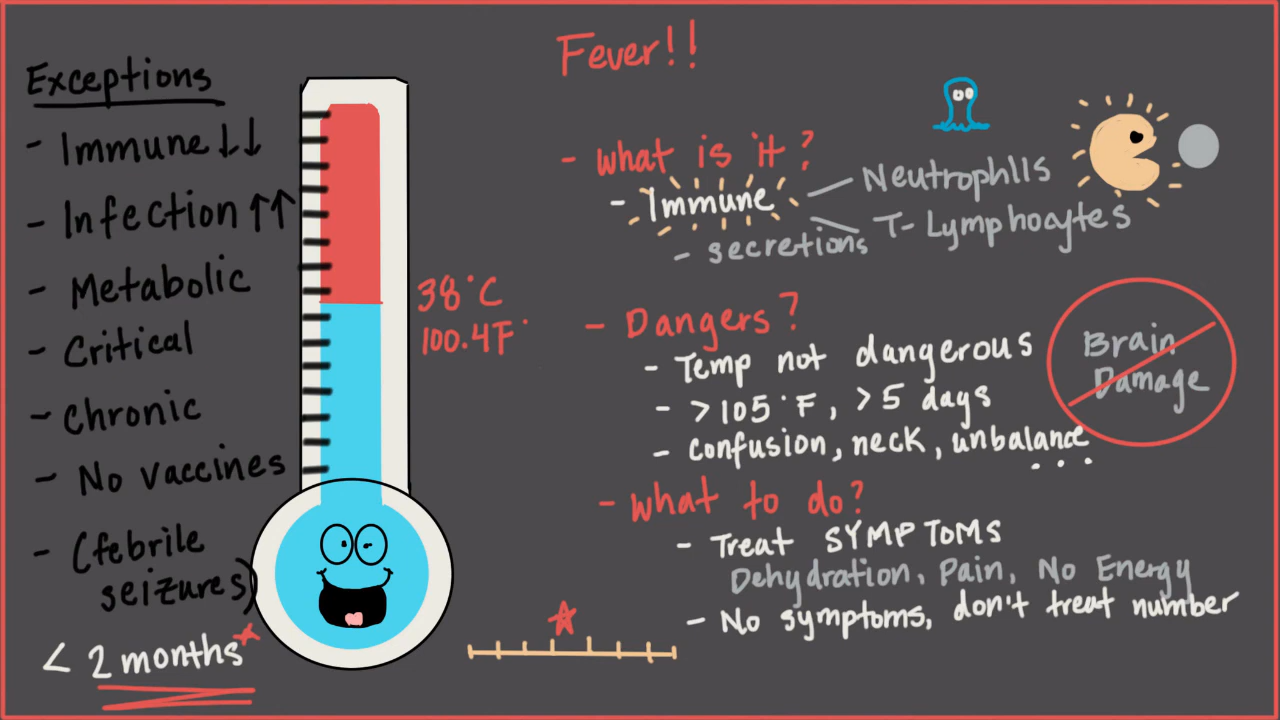 Fever!!
Exceptions
- Immune ↓↓
- Infection ↑↑
- Metabolic
- Critical
- Chronic
- No vaccines
- (febrile
seizures)
< 2 months*
38°C
100.4F°
- What is it?
- Immune
Neutrophlls
T-Lymphocytes
- secretions
- Dangers?
- Temp not dangerous
- >105°F, >5 days
- confusion, neck, unbalance
...
Brain
Damage
- What to do?
- Treat SYMPTOMS
Dehydration, Pain, No Energy
- No symptoms, don't treat number